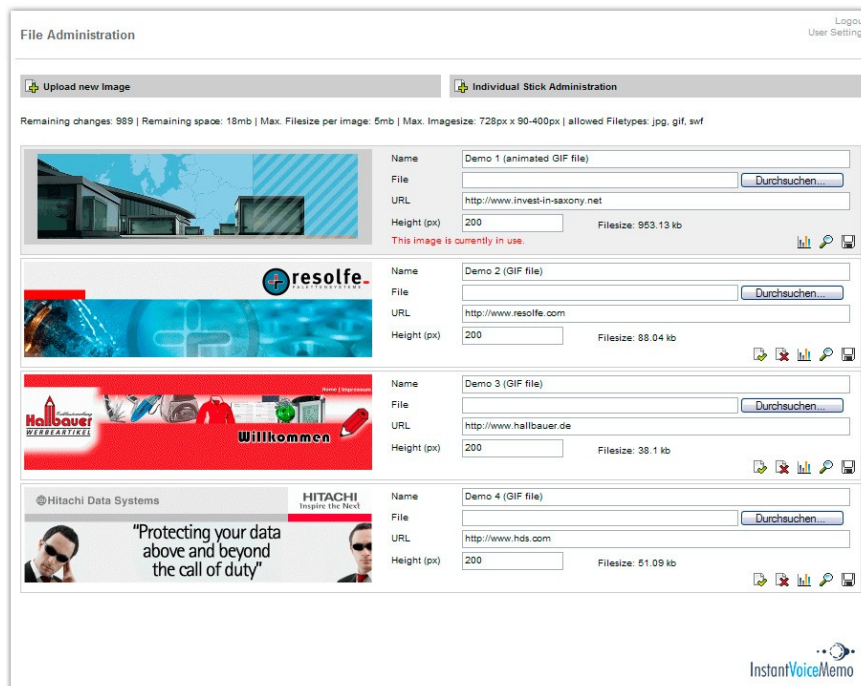 File Administration
Logou
User Setting
Upload new Image
Individual Stick Administration
Remaining changes: 989 | Remaining space: 18mb | Max. Filesize per image: 5mb | Max. Imagesize: 728px x 90-400px | allowed Filetypes: jpg, gif, swf
Name Demo 1 (animated GIF file)
File Durchsuchen...
URL http://www.invest-in-saxony.net
Height (px) 200 Filesize: 953.13 kb
This image is currently in use.
resolfe
PALETTENSYSTEME
Name Demo 2 (GIF file)
File Durchsuchen...
URL http://www.resolfe.com
Height (px) 200 Filesize: 88.04 kb
Home | Impressum
Hallbauer
WERBEARTIKEL
Willkommen
Name Demo 3 (GIF file)
File Durchsuchen...
URL http://www.hallbauer.de
Height (px) 200 Filesize: 38.1 kb
@Hitachi Data Systems
HITACHI
Inspire the Next
"Protecting your data
above and beyond
the call of duty"
Name Demo 4 (GIF file)
File Durchsuchen...
URL http://www.hds.com
Height (px) 200 Filesize: 51.09 kb
InstantVoiceMemo